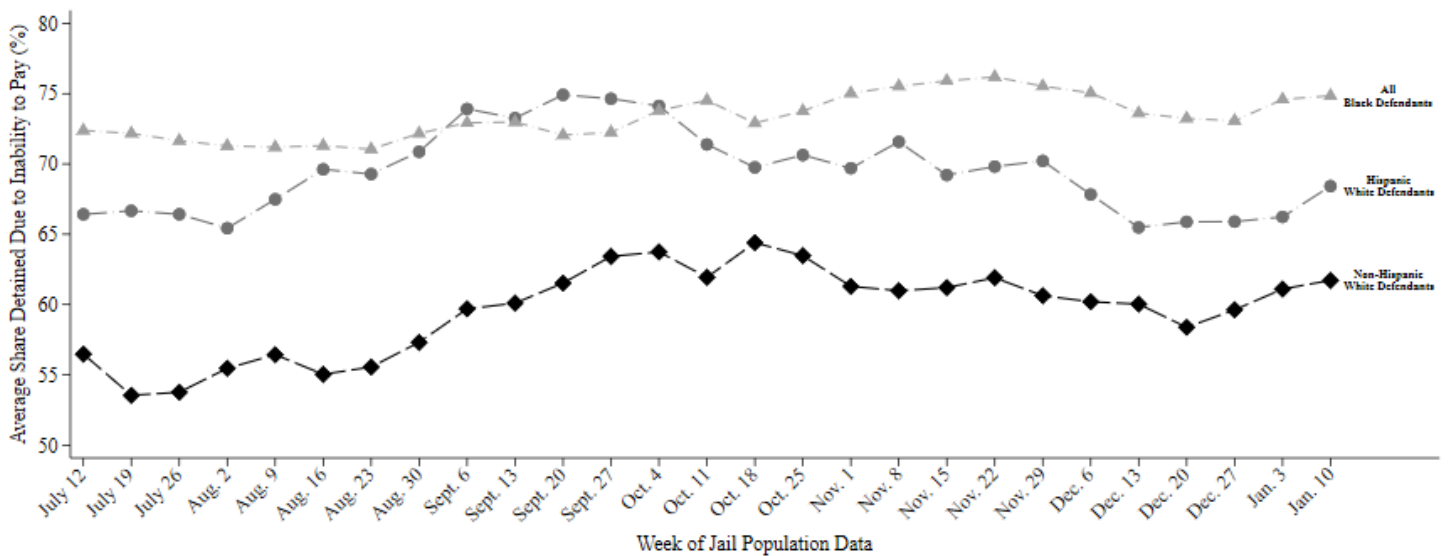 Average Share Detained Due to Inability to Pay (%)
80
75
70
65
60
55
50
All
Black Defendants
Hispanic
White Defendants
Non-Hispanic
White Defendants
July 12
July 19
July 26
Aug. 2
Aug. 9
Aug. 16
Aug. 23
Aug. 30
Sept. 6
Sept. 13
Sept. 20
Sept. 27
Oct. 4
Oct. 11
Oct. 18
Oct. 25
Nov. 1
Nov. 8
Nov. 15
Nov. 22
Nov. 29
Dec. 6
Dec. 13
Dec. 20
Dec. 27
Jan. 3
Jan. 10
Week of Jail Population Data